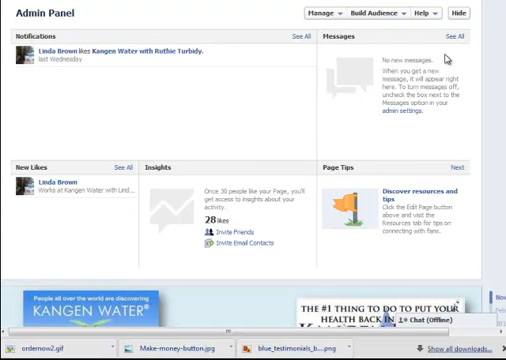 Admin Panel
Manage
Build Audience
Help
Hide
Notifications
See All
Linda Brown likes Kangen Water with Ruthie Turbidy.
last Wednesday
Messages
See All
No new messages.
When you get a new
message, it will appear right
here. To turn messages off,
uncheck the box next to the
Messages option in your
admin settings.
New Likes
See All
Linda Brown
Works at Kangen Water with Lind...
Insights
Once 30 people like your Page, you'll
get access to insights about your
activity.
28 likes
Invite Friends
Invite Email Contacts
Page Tips
Next
Discover resources and
tips
Click the Edit Page button
above and visit the
Resources tab for tips on
connecting with fans.
People all over the world are discovering
KANGEN WATER®
THE #1 THING TO DO TO PUT YOUR
HEALTH BACK IN
Chat (Offline)
Now
ordernow2.gif
Make-money-button.jpg
blue_testimonials_b....png
Show all downloads...